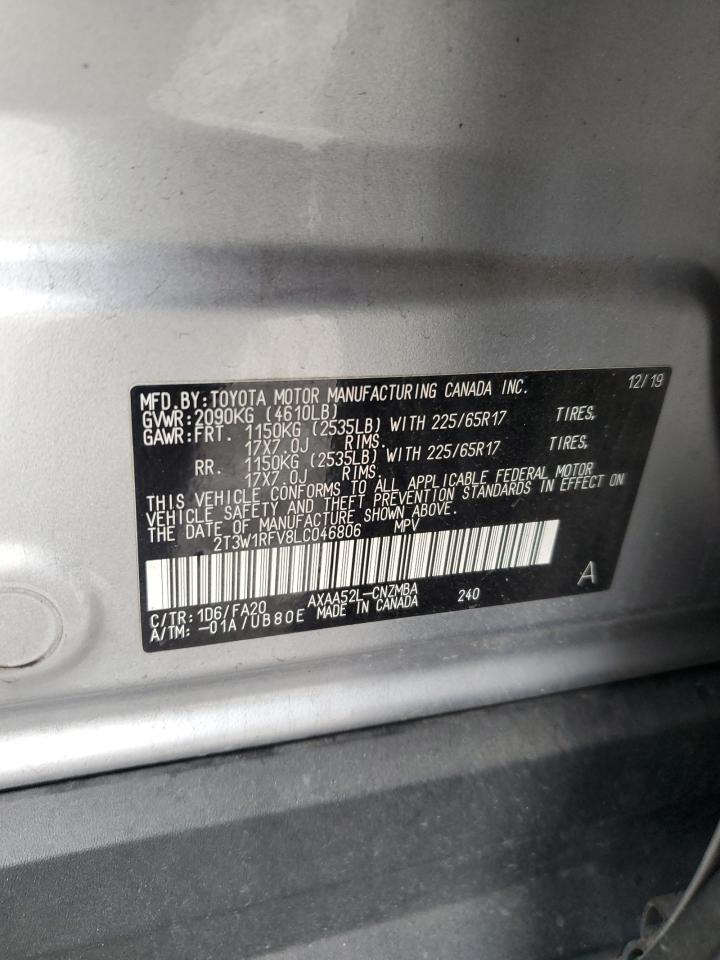 MFD.BY:TOYOTA MOTOR MANUFACTURING CANADA INC. 12/19
GVWR:2090KG (4610LB)
GAWR:FRT. 1150KG (2535LB) WITH 225/65R17 TIRES,
17X7.0J RIMS.
RR. 1150KG (2535LB) WITH 225/65R17 TIRES,
17X7.0J RIMS.
THIS VEHICLE CONFORMS TO ALL APPLICABLE FEDERAL MOTOR
VEHICLE SAFETY AND THEFT PREVENTION STANDARDS IN EFFECT ON
THE DATE OF MANUFACTURE SHOWN ABOVE.
2T3W1RFV8LC046806 MPV
A
C/TR:1D6/FA20 AXAA52L-CNZMBA 240
A/TM:-01A/UB80E MADE IN CANADA